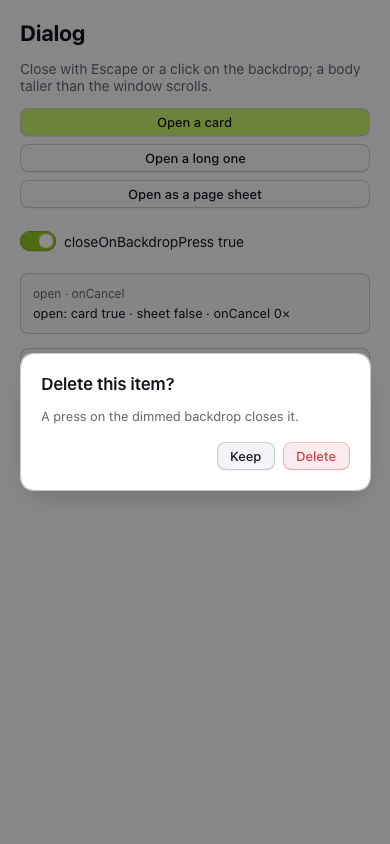 Dialog
Close with Escape or a click on the backdrop; a body
taller than the window scrolls.
Open a card
Open a long one
Open as a page sheet
closeOnBackdropPress true
open · onCancel
open: card true · sheet false · onCancel 0×
Delete this item?
A press on the dimmed backdrop closes it.
Keep
Delete